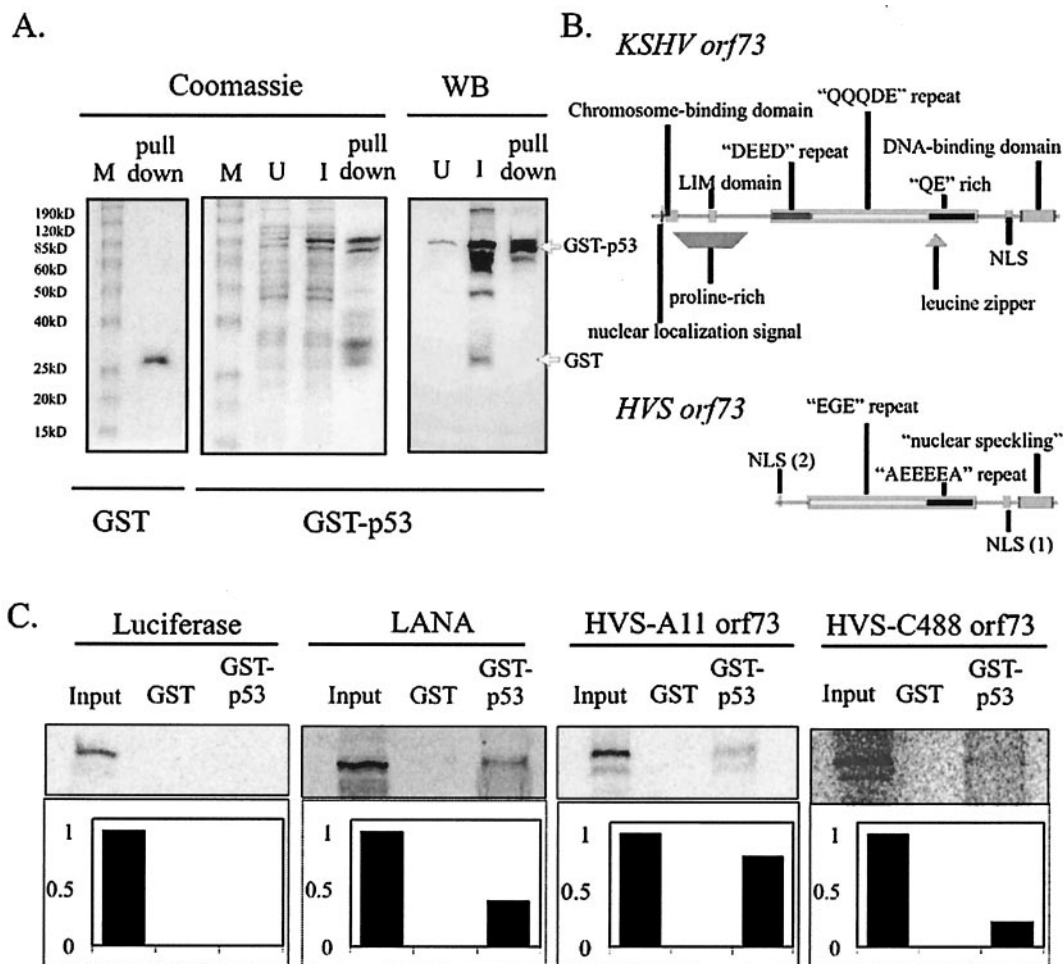 A.
Coomassie
WB
M
pull down
M
U
I
pull down
U
I
pull down
190kD
120kD
85kD
60kD
50kD
40kD
25kD
20kD
15kD
GST-p53
GST
GST
GST-p53
B.
KSHV orf73
Chromosome-binding domain
"QQQDE" repeat
"DEED" repeat
DNA-binding domain
LIM domain
"QE" rich
NLS
proline-rich
leucine zipper
nuclear localization signal
HVS orf73
"EGE" repeat
NLS (2)
"nuclear speckling"
"AEEEEA" repeat
NLS (1)
C.
Luciferase
LANA
HVS-A11 orf73
HVS-C488 orf73
Input GST GST-p53
Input GST GST-p53
Input GST GST-p53
Input GST GST-p53
1
0.5
0
1
0.5
0
1
0.5
0
1
0.5
0